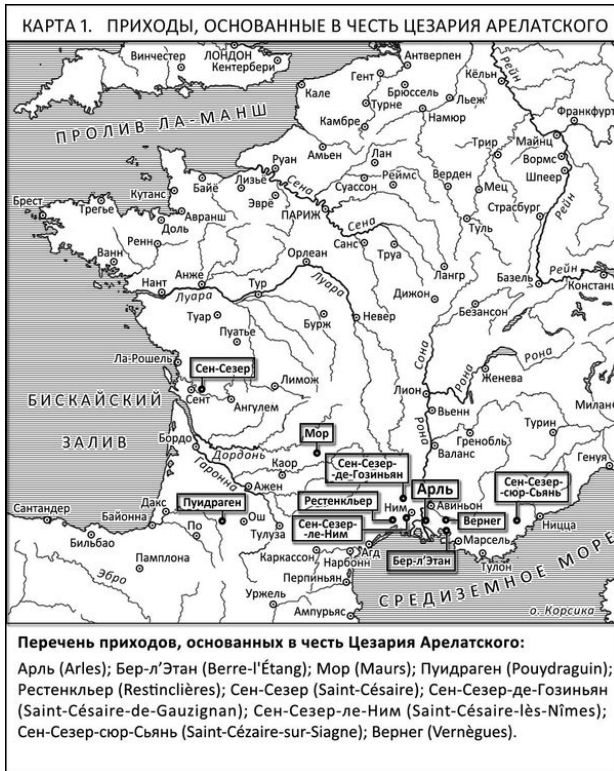 КАРТА 1. ПРИХОДЫ, ОСНОВАННЫЕ В ЧЕСТЬ ЦЕЗАРИЯ АРЕЛАТСКОГО
Винчестер
ЛОНДОН
Кентербери
Антверпен
Гент
Кёльн
Рейн
Кале
Брюссель
Турне
Льеж
Намюр
Франкфурт
ПРОЛИВ ЛА-МАНШ
Камбре
Амьен
Лан
Трир
Майнц
Вормс
Шпеер
Руан
Сена
Суассон
Реймс
Верден
Мец
Кутанс
Байё
Лизьё
Эврё
ПАРИЖ
Страсбург
Рейн
Брест
Трегье
Авранш
Доль
Сена
Туль
Ренн
Санс
Труа
Ванн
Орлеан
Лангр
Базель
Рейн
Констанц
Нант
Анже
Луара
Тур
Луара
Дижон
Безансон
Туар
Бурж
Невер
Пуатье
Сона
Ла-Рошель
Сен-Сезер
Рона
Женева
Сент
Ангулем
Лимож
Лион
Рона
Милан
БИСКАЙСКИЙ
ЗАЛИВ
Вьенн
Турин
Мор
Рона
Гренобль
Бордо
Дордонь
Сен-Сезер-
де-Гозиньян
Валанс
Генуя
Гаронна
Каор
Ажен
Рестенкльер
Арль
Сен-Сезер-
сюр-Сьянь
Сантандер
Дакс
Пуидраген
Ним
Авиньон
Байонна
Ош
Сен-Сезер-
ле-Ним
Вернег
Ницца
Бильбао
По
Тулуза
Марсель
Памплона
Каркассон
Агд
Нарбонн
Бер-л’Этан
Тулон
Эбро
Перпиньян
СРЕДИЗЕМНОЕ МОРЕ
Уржель
Ампурьяс
о. Корсика
Перечень приходов, основанных в честь Цезария Арелатского:
Арль (Arles); Бер-л’Этан (Berre-l'Étang); Мор (Maurs); Пуидраген (Pouydraguin);
Рестенкльер (Restinclières); Сен-Сезер (Saint-Césaire); Сен-Сезер-де-Гозиньян
(Saint-Césaire-de-Gauzignan); Сен-Сезер-ле-Ним (Saint-Césaire-lès-Nîmes);
Сен-Сезер-сюр-Сьянь (Saint-Cézaire-sur-Siagne); Вернег (Vernègues).